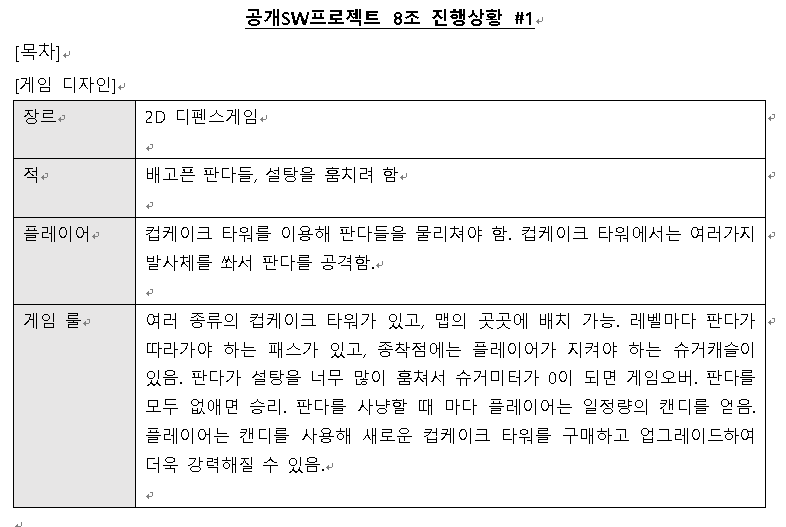 공개SW프로젝트 8조 진행상황 #1
[목차]
[게임 디자인]
장르
2D 디펜스게임
적
배고픈 판다들, 설탕을 훔치려 함
플레이어
컵케이크 타워를 이용해 판다들을 물리쳐야 함. 컵케이크 타워에서는 여러가지
발사체를 쏴서 판다를 공격함.
게임 룰
여러 종류의 컵케이크 타워가 있고, 맵의 곳곳에 배치 가능. 레벨마다 판다가
따라가야 하는 패스가 있고, 종착점에는 플레이어가 지켜야 하는 슈거캐슬이
있음. 판다가 설탕을 너무 많이 훔쳐서 슈거미터가 0이 되면 게임오버. 판다를
모두 없애면 승리. 판다를 사냥할 때 마다 플레이어는 일정량의 캔디를 얻음.
플레이어는 캔디를 사용해 새로운 컵케이크 타워를 구매하고 업그레이드하여
더욱 강력해질 수 있음.